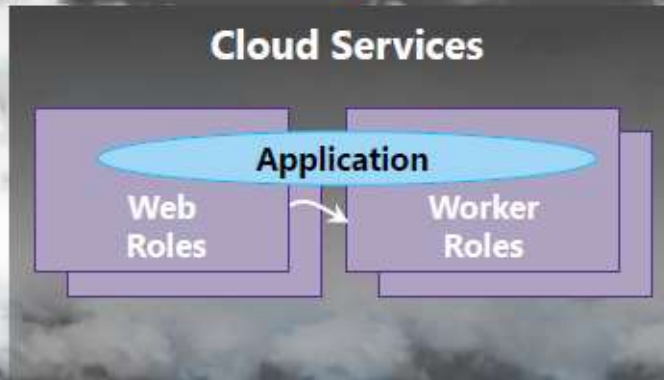 Cloud Services
Application
Web
Roles
Worker
Roles